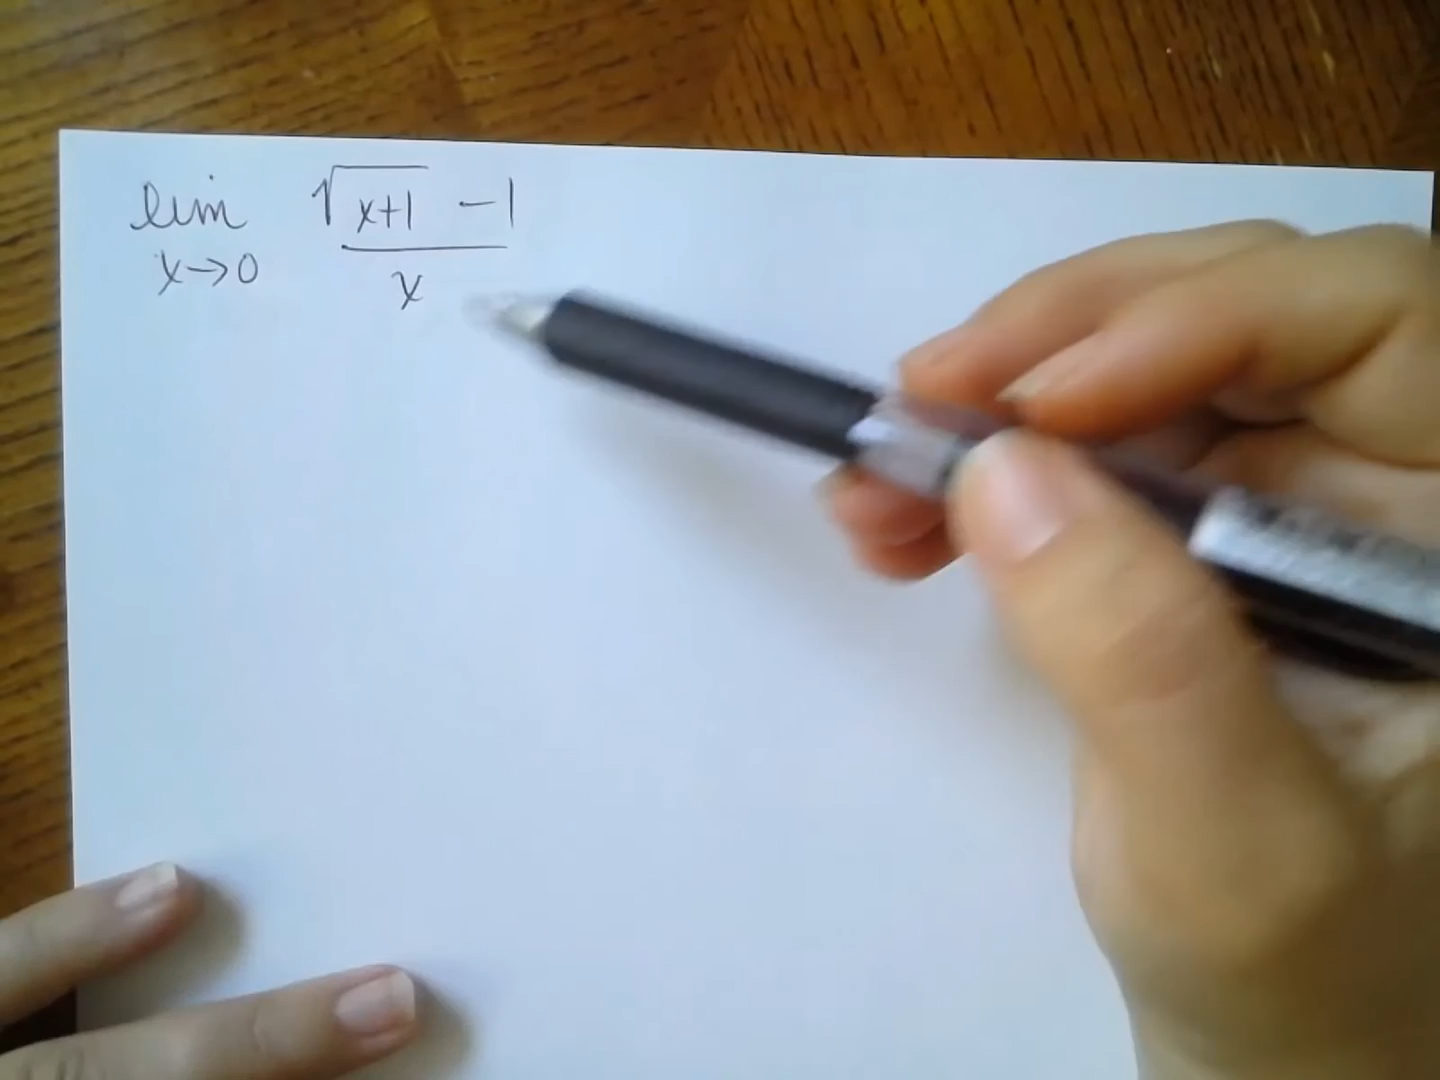 lim √x+1 - 1
x→0 x